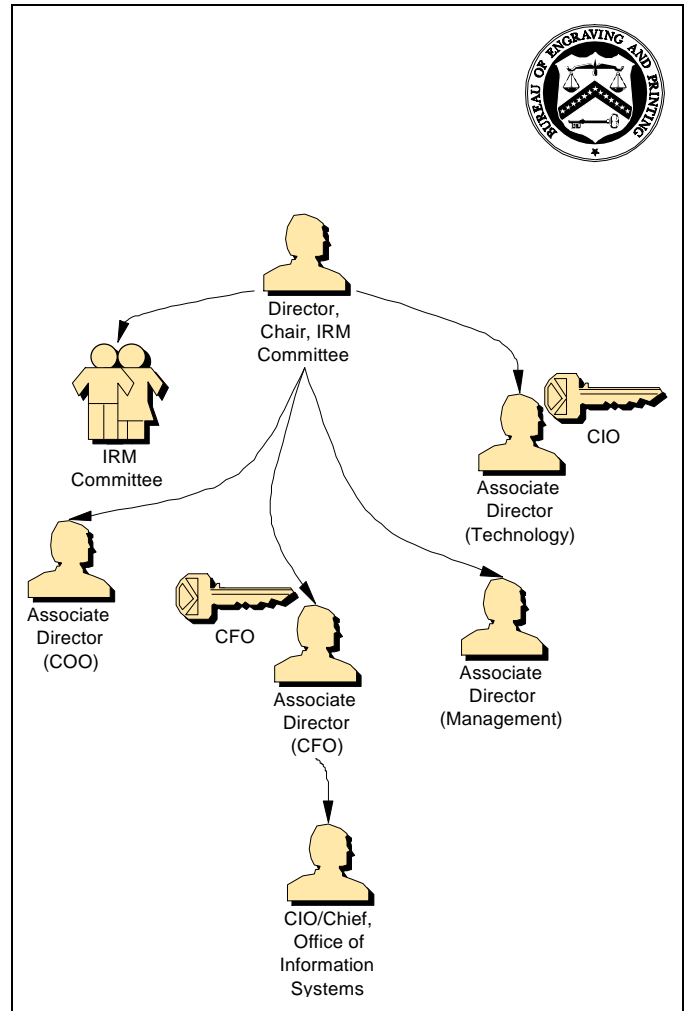 BUREAU OF ENGRAVING AND PRINTING
Director,
Chair, IRM
Committee
IRM
Committee
CIO
Associate
Director
(Technology)
Associate
Director
(COO)
CFO
Associate
Director
(CFO)
Associate
Director
(Management)
CIO/Chief,
Office of
Information
Systems